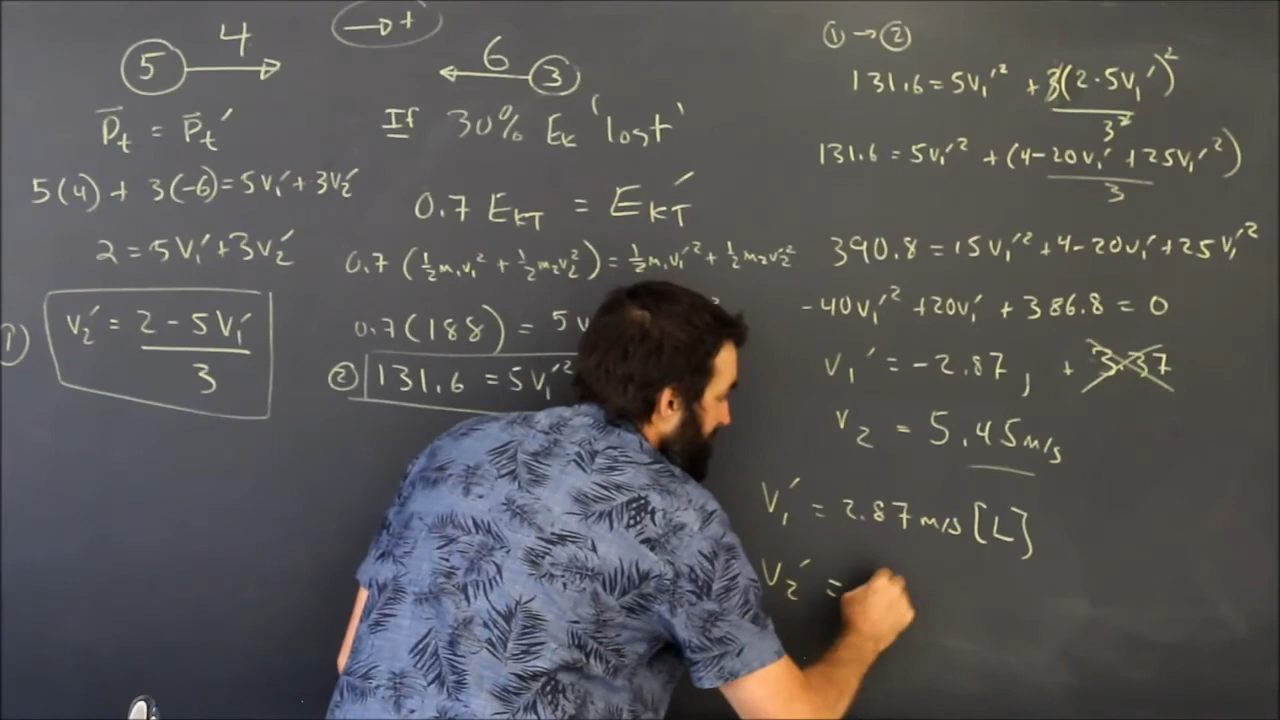 5 4
→ +
6 3
P̄t = P̄t′
5(4) + 3(-6) = 5v₁′ + 3v₂′
2 = 5v₁′ + 3v₂′
① v₂′ = (2 - 5v₁′)/3
If 30% Ek 'lost'
0.7 EKT = EKT′
0.7 (½m₁v₁² + ½m₂v₂²) = ½m₁v₁′² + ½m₂v₂′²
0.7(188) = 5v
② 131.6 = 5v₁′²
① → ②
131.6 = 5v₁′² + 3(2-5v₁′)²/3²
131.6 = 5v₁′² + (4-20v₁′+25v₁′²)/3
390.8 = 15v₁′² + 4-20v₁′ + 25v₁′²
-40v₁′² + 20v₁′ + 386.8 = 0
v₁′ = -2.87, + 3.37
v₂ = 5.45 m/s
v₁′ = 2.87 m/s [L]
v₂′ =